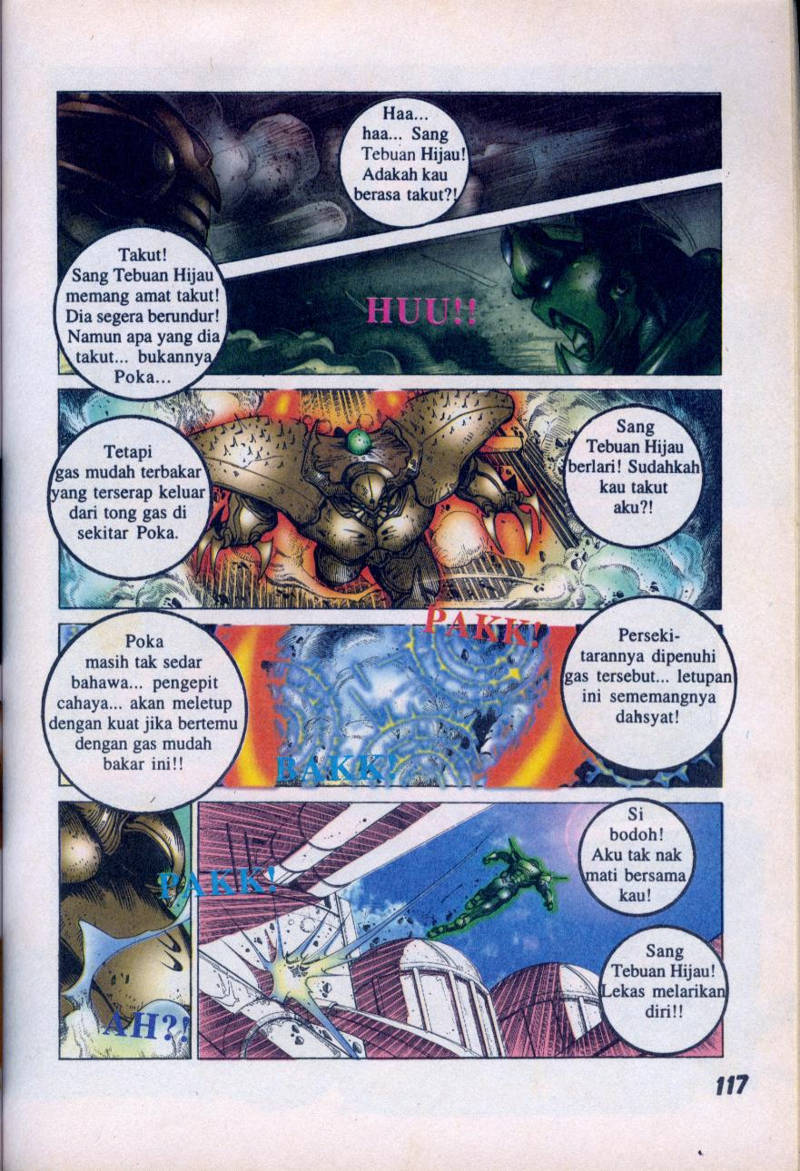 Haa...
haa... Sang
Tebuan Hijau!
Adakah kau
berasa takut?!
Takut!
Sang Tebuan Hijau
memang amat takut!
Dia segera berundur!
Namun apa yang dia
takut... bukannya
Poka...
HUU!!
Tetapi
gas mudah terbakar
yang terserap keluar
dari tong gas di
sekitar Poka.
Sang
Tebuan Hijau
berlari! Sudahkah
kau takut
aku?!
PAKK!
Poka
masih tak sedar
bahawa... pengepit
cahaya... akan meletup
dengan kuat jika bertemu
dengan gas mudah
bakar ini!!
Perseki-
tarannya dipenuhi
gas tersebut... letupan
ini sememangnya
dahsyat!
BAKK!
PAKK!
AH?!
Si
bodoh!
Aku tak nak
mati bersama
kau!
Sang
Tebuan Hijau!
Lekas melarikan
diri!!
117